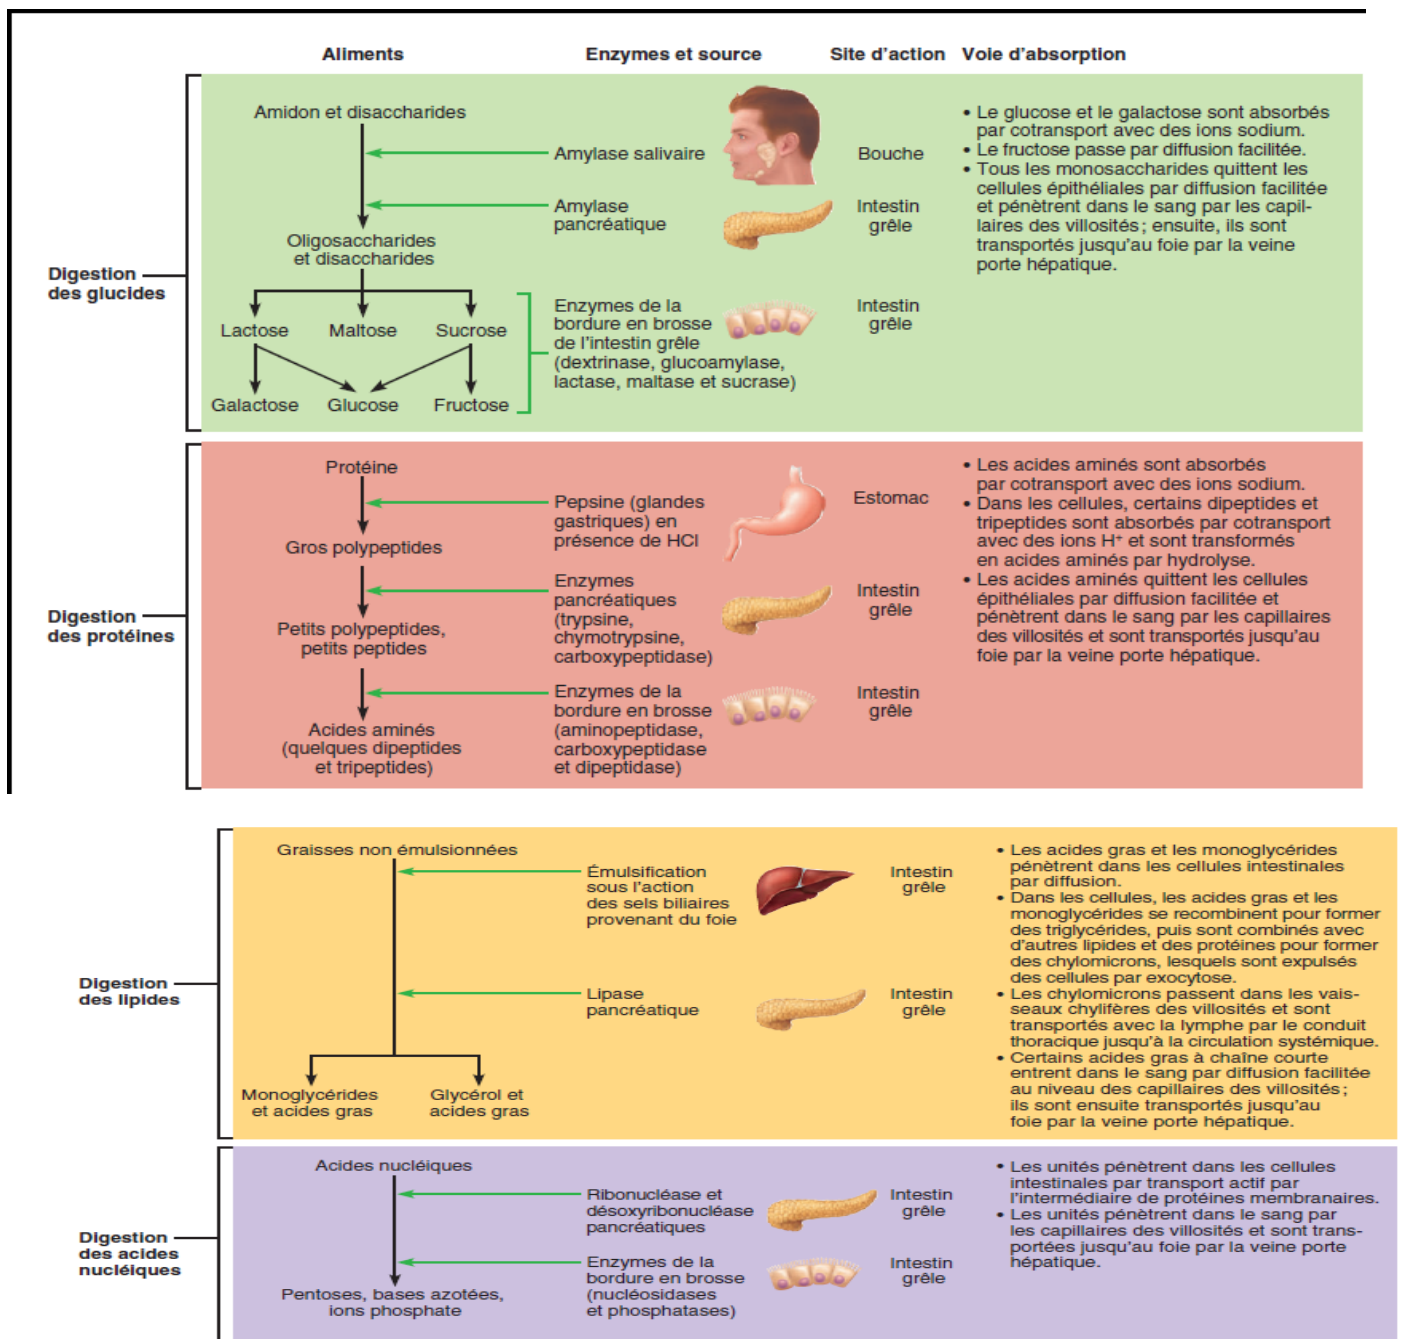 Aliments
Enzymes et source
Site d'action
Voie d'absorption
Digestion
des glucides
Amidon et disaccharides
Oligosaccharides
et disaccharides
Lactose
Maltose
Sucrose
Galactose
Glucose
Fructose
Amylase salivaire
Bouche
Amylase
pancréatique
Intestin
grêle
Enzymes de la
bordure en brosse
de l'intestin grêle
(dextrinase, glucoamylase,
lactase, maltase et sucrase)
Intestin
grêle
• Le glucose et le galactose sont absorbés
par cotransport avec des ions sodium.
• Le fructose passe par diffusion facilitée.
• Tous les monosaccharides quittent les
cellules épithéliales par diffusion facilitée
et pénètrent dans le sang par les capil-
laires des villosités ; ensuite, ils sont
transportés jusqu'au foie par la veine
porte hépatique.
Digestion
des protéines
Protéine
Gros polypeptides
Petits polypeptides,
petits peptides
Acides aminés
(quelques dipeptides
et tripeptides)
Pepsine (glandes
gastriques) en
présence de HCl
Estomac
Enzymes
pancréatiques
(trypsine,
chymotrypsine,
carboxypeptidase)
Intestin
grêle
Enzymes de la
bordure en brosse
(aminopeptidase,
carboxypeptidase
et dipeptidase)
Intestin
grêle
• Les acides aminés sont absorbés
par cotransport avec des ions sodium.
• Dans les cellules, certains dipeptides et
tripeptides sont absorbés par cotransport
avec des ions H⁺ et sont transformés
en acides aminés par hydrolyse.
• Les acides aminés quittent les cellules
épithéliales par diffusion facilitée et
pénètrent dans le sang par les capillaires
des villosités et sont transportés jusqu'au
foie par la veine porte hépatique.
Digestion
des lipides
Graisses non émulsionnées
Monoglycérides
et acides gras
Glycérol et
acides gras
Émulsification
sous l'action
des sels biliaires
provenant du foie
Intestin
grêle
Lipase
pancréatique
Intestin
grêle
• Les acides gras et les monoglycérides
pénètrent dans les cellules intestinales
par diffusion.
• Dans les cellules, les acides gras et les
monoglycérides se recombinent pour former
des triglycérides, puis sont combinés avec
d'autres lipides et des protéines pour former
des chylomicrons, lesquels sont expulsés
des cellules par exocytose.
• Les chylomicrons passent dans les vais-
seaux chylifères des villosités et sont
transportés avec la lymphe par le conduit
thoracique jusqu'à la circulation systémique.
• Certains acides gras à chaîne courte
entrent dans le sang par diffusion facilitée
au niveau des capillaires des villosités ;
ils sont ensuite transportés jusqu'au
foie par la veine porte hépatique.
Digestion
des acides
nucléiques
Acides nucléiques
Pentoses, bases azotées,
ions phosphate
Ribonucléase et
désoxyribonucléase
pancréatiques
Intestin
grêle
Enzymes de la
bordure en brosse
(nucléosidases
et phosphatases)
Intestin
grêle
• Les unités pénètrent dans les cellules
intestinales par transport actif par
l'intermédiaire de protéines membranaires.
• Les unités pénètrent dans le sang par
les capillaires des villosités et sont trans-
portées jusqu'au foie par la veine porte
hépatique.